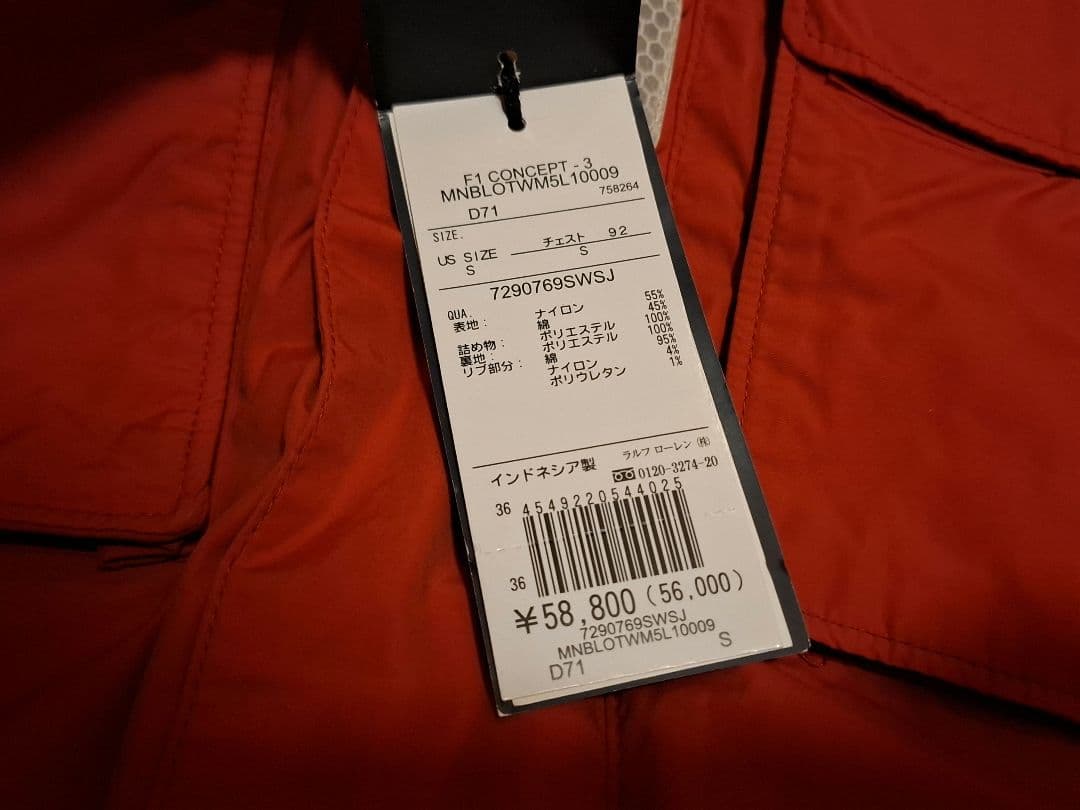 F1 CONCEPT - 3
MNBLOTWM5L10009
D71 758264
SIZE.
US SIZE チェスト 92
S S
7290769SWSJ
QUA.
表地: ナイロン 55%
綿 45%
詰め物: ポリエステル 100%
裏地: ポリエステル 100%
リブ部分: 綿 95%
ナイロン 4%
ポリウレタン 1%
ラルフ ローレン ㈱
インドネシア製 0120-3274-20
36 4549220544025
36
¥58,800 (56,000)
7290769SWSJ
MNBLOTWM5L10009
D71 S